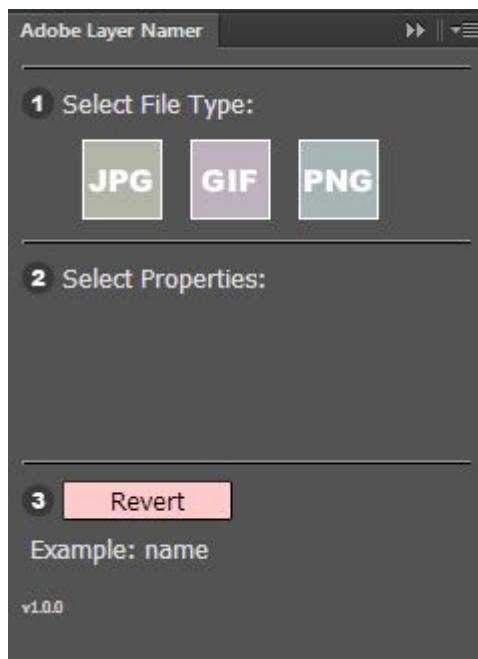 Adobe Layer Namer
1 Select File Type:
JPG GIF PNG
2 Select Properties:
3 Revert
Example: name
v1.0.0